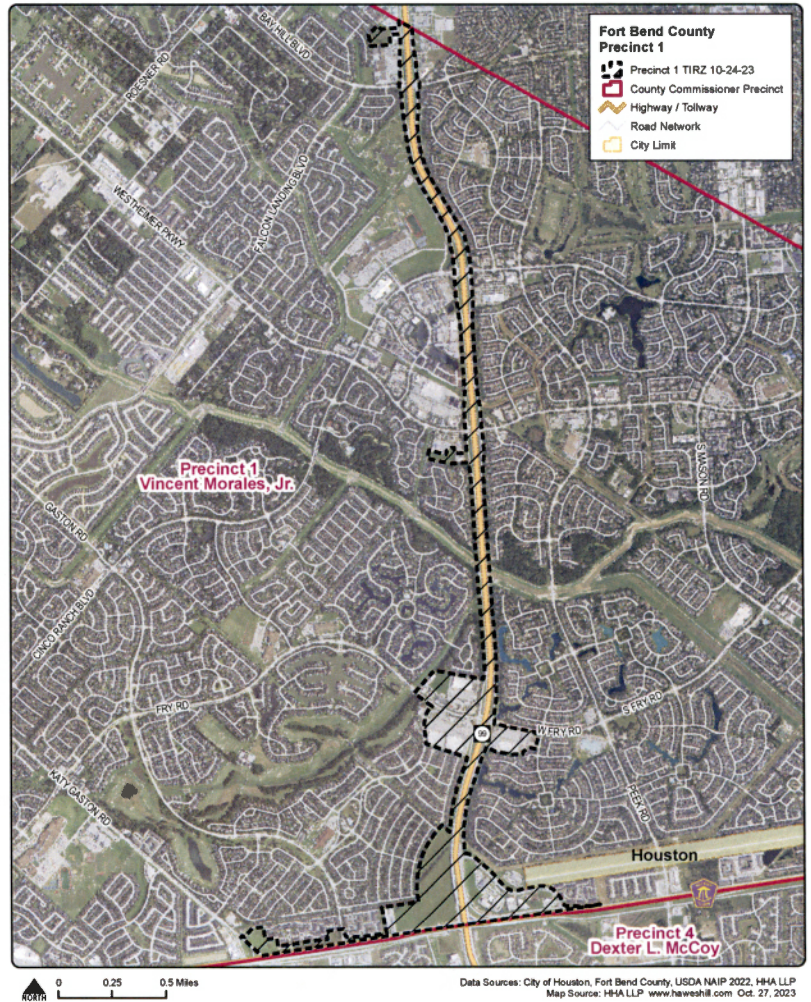 BAY HILL BLVD
ROESNER RD
Fort Bend County
Precinct 1
Precinct 1 TIRZ 10-24-23
County Commissioner Precinct
Highway / Tollway
Road Network
City Limit
FALCON LANDING BLVD
WESTHEIMER PKWY
Precinct 1
Vincent Morales, Jr.
S MASON RD
GASTON RD
CINCO RANCH BLVD
FRY RD
S FRY RD
W FRY RD
99
KATY GASTON RD
PEEK RD
Houston
Precinct 4
Dexter L. McCoy
NORTH
0 0.25 0.5 Miles
Data Sources: City of Houston, Fort Bend County, USDA NAIP 2022, HHA LLP
Map Source: HHA LLP www.haweshill.com Oct. 27, 2023